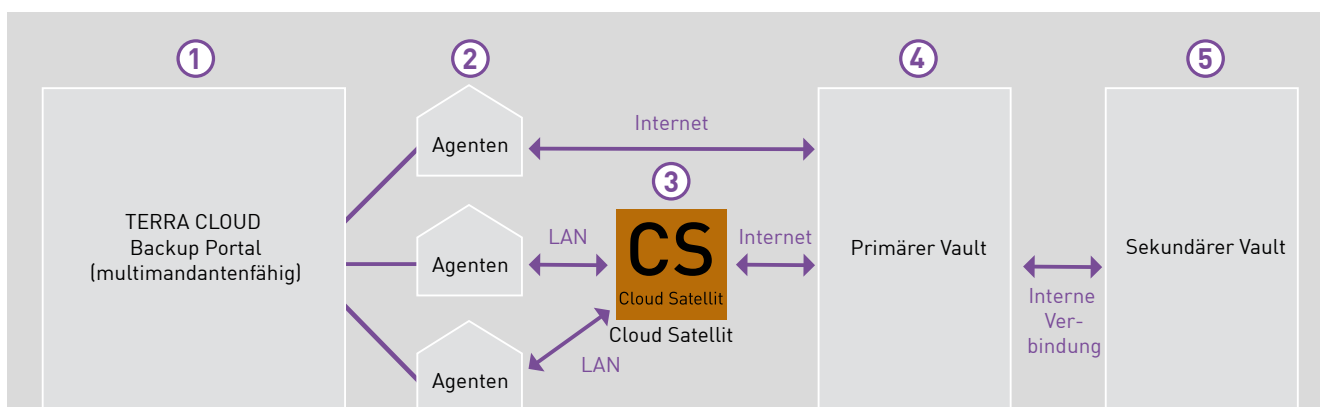 1
2
3
4
5
TERRA CLOUD
Backup Portal
(multimandantenfähig)
Agenten
Agenten
Agenten
Internet
LAN
LAN
CS
Cloud Satellit
Cloud Satellit
Internet
Primärer Vault
Interne
Ver-
bindung
Sekundärer Vault